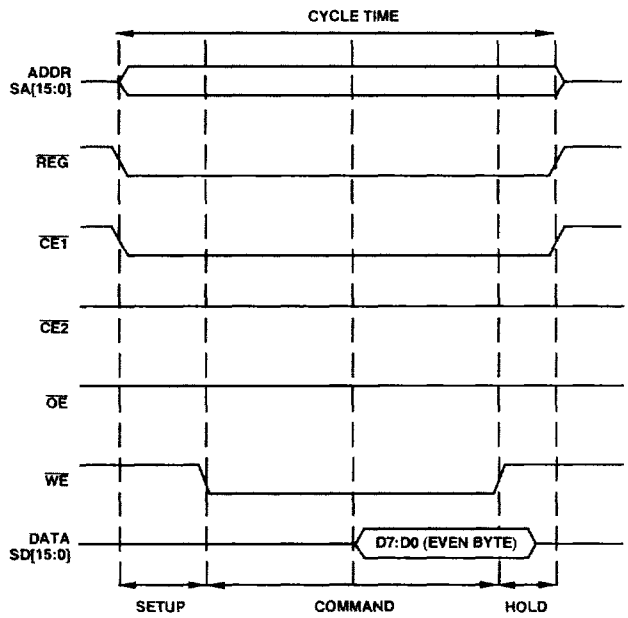 CYCLE TIME
ADDR
SA[15:0]
REG
CE1
CE2
OE
WE
DATA
SD[15:0]
D7:D0 (EVEN BYTE)
SETUP
COMMAND
HOLD